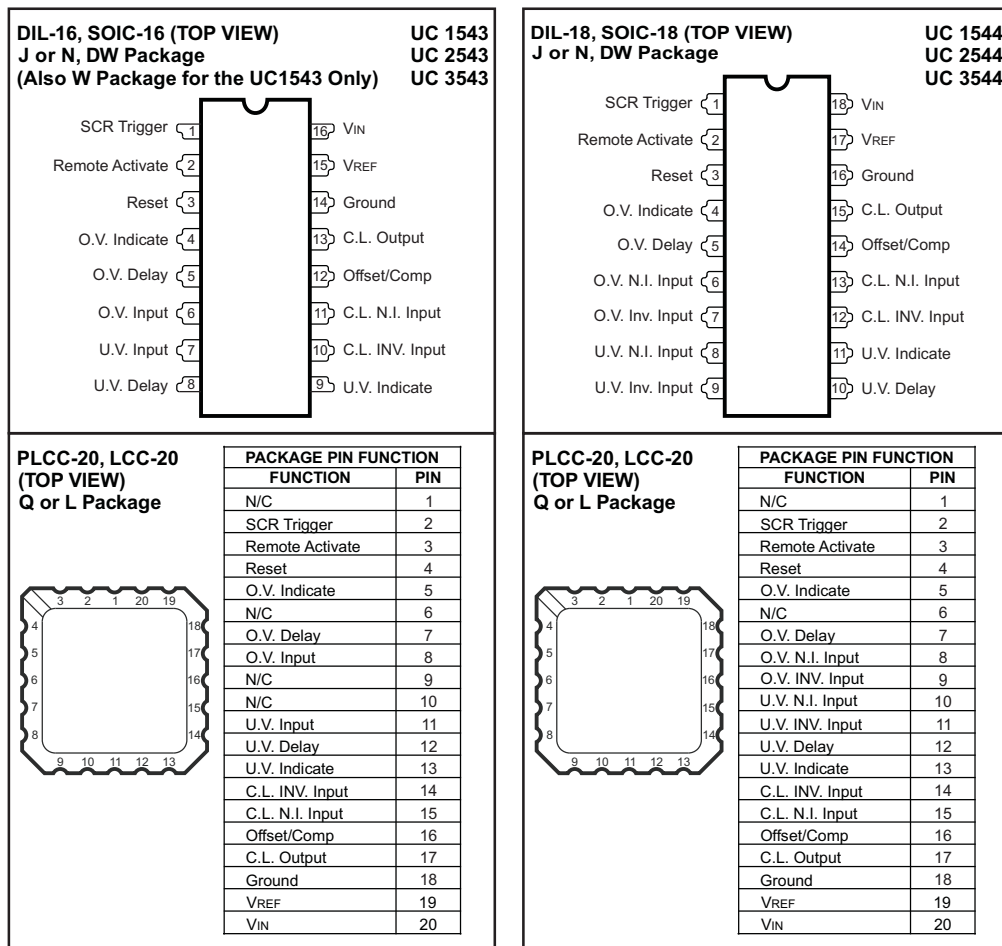 DIL-16, SOIC-16 (TOP VIEW) UC 1543
J or N, DW Package UC 2543
(Also W Package for the UC1543 Only) UC 3543
SCR Trigger 1 16 VIN
Remote Activate 2 15 VREF
Reset 3 14 Ground
O.V. Indicate 4 13 C.L. Output
O.V. Delay 5 12 Offset/Comp
O.V. Input 6 11 C.L. N.I. Input
U.V. Input 7 10 C.L. INV. Input
U.V. Delay 8 9 U.V. Indicate
DIL-18, SOIC-18 (TOP VIEW) UC 1544
J or N, DW Package UC 2544
UC 3544
SCR Trigger 1 18 VIN
Remote Activate 2 17 VREF
Reset 3 16 Ground
O.V. Indicate 4 15 C.L. Output
O.V. Delay 5 14 Offset/Comp
O.V. N.I. Input 6 13 C.L. N.I. Input
O.V. Inv. Input 7 12 C.L. INV. Input
U.V. N.I. Input 8 11 U.V. Indicate
U.V. Inv. Input 9 10 U.V. Delay
PLCC-20, LCC-20
(TOP VIEW)
Q or L Package
3 2 1 20 19
4 18
5 17
6 16
7 15
8 14
9 10 11 12 13
PACKAGE PIN FUNCTION
FUNCTION PIN
N/C 1
SCR Trigger 2
Remote Activate 3
Reset 4
O.V. Indicate 5
N/C 6
O.V. Delay 7
O.V. Input 8
N/C 9
N/C 10
U.V. Input 11
U.V. Delay 12
U.V. Indicate 13
C.L. INV. Input 14
C.L. N.I. Input 15
Offset/Comp 16
C.L. Output 17
Ground 18
VREF 19
VIN 20
PLCC-20, LCC-20
(TOP VIEW)
Q or L Package
3 2 1 20 19
4 18
5 17
6 16
7 15
8 14
9 10 11 12 13
PACKAGE PIN FUNCTION
FUNCTION PIN
N/C 1
SCR Trigger 2
Remote Activate 3
Reset 4
O.V. Indicate 5
N/C 6
O.V. Delay 7
O.V. N.I. Input 8
O.V. INV. Input 9
U.V. N.I. Input 10
U.V. INV. Input 11
U.V. Delay 12
U.V. Indicate 13
C.L. INV. Input 14
C.L. N.I. Input 15
Offset/Comp 16
C.L. Output 17
Ground 18
VREF 19
VIN 20